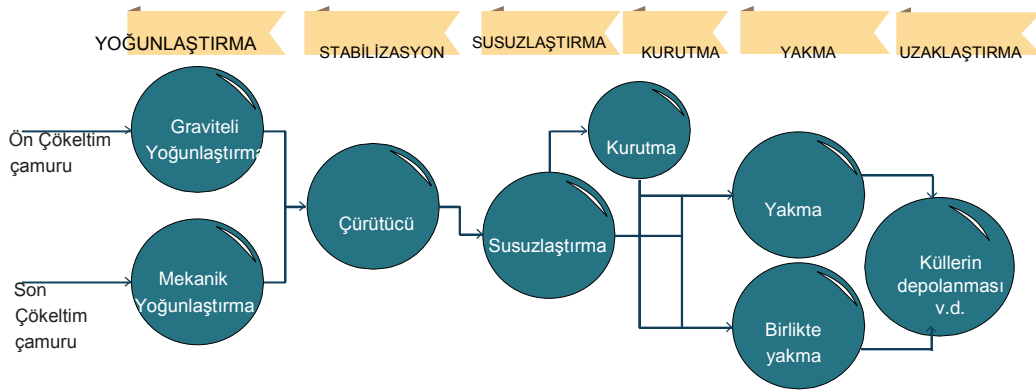 YOĞUNLAŞTIRMA
STABİLİZASYON
SUSUZLAŞTIRMA
KURUTMA
YAKMA
UZAKLAŞTIRMA
Ön Çökeltim
çamuru
Graviteli
Yoğunlaştırma
Son
Çökeltim
çamuru
Mekanik
Yoğunlaştırma
Çürütücü
Susuzlaştırma
Kurutma
Yakma
Birlikte
yakma
Küllerin
depolanması
v.d.